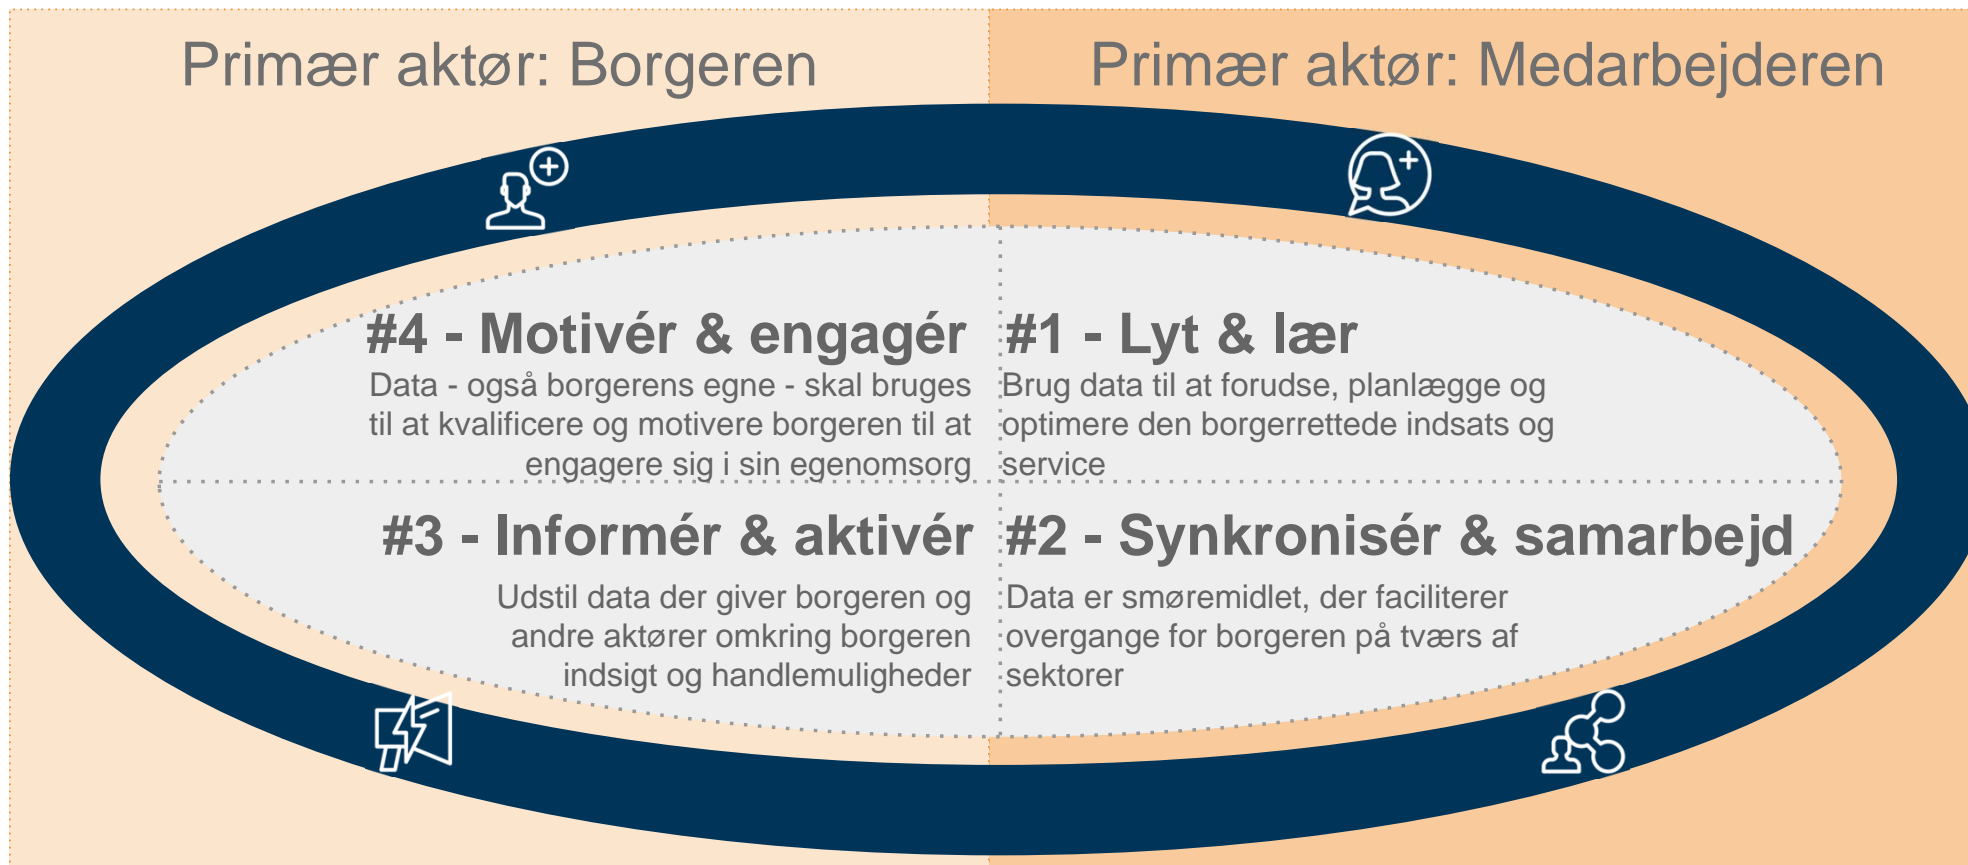 Primær aktør: Borgeren
Primær aktør: Medarbejderen
#4 - Motivér & engagér
Data - også borgerens egne - skal bruges
til at kvalificere og motivere borgeren til at
engagere sig i sin egenomsorg
#1 - Lyt & lær
Brug data til at forudse, planlægge og
optimere den borgerrettede indsats og
service
#3 - Informér & aktivér
Udstil data der giver borgeren og
andre aktører omkring borgeren
indsigt og handlemuligheder
#2 - Synkronisér & samarbejd
Data er smøremidlet, der faciliterer
overgange for borgeren på tværs af
sektorer